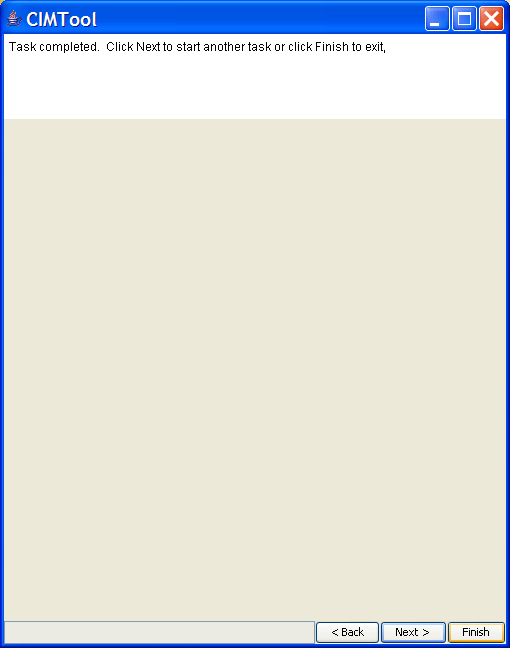 CIMTool
Task completed.  Click Next to start another task or click Finish to exit,
< Back
Next >
Finish